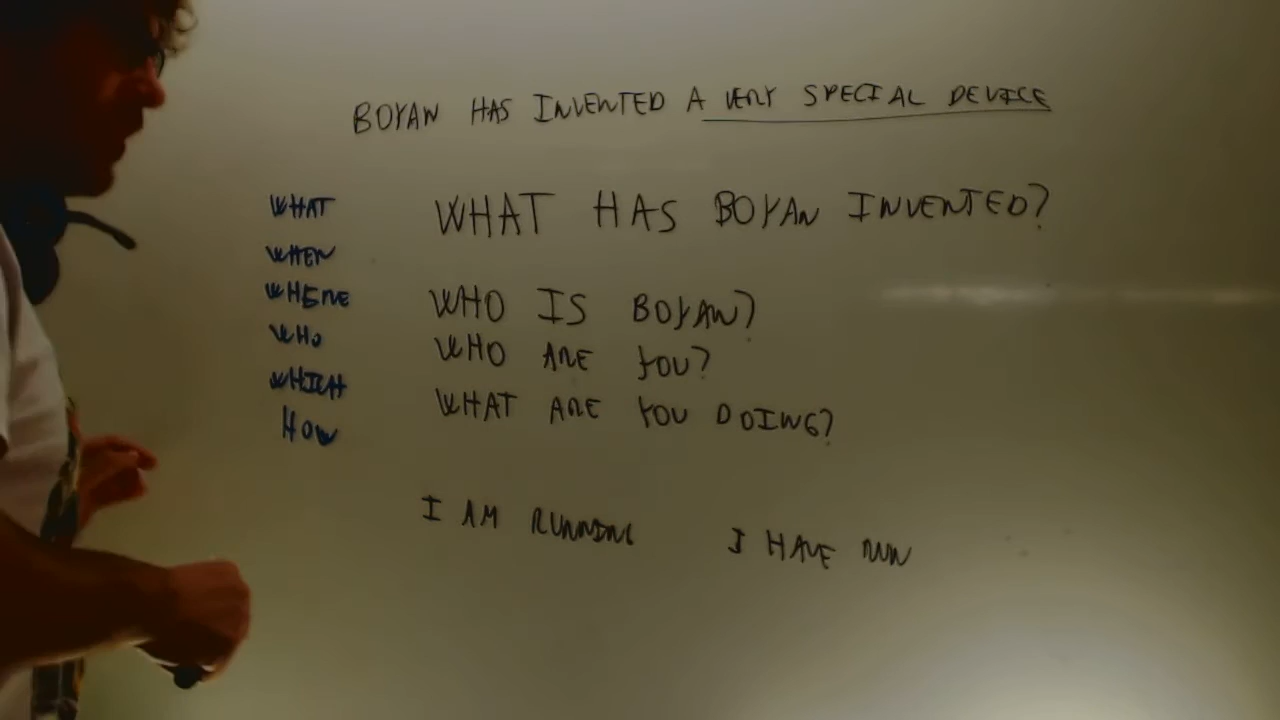 BOYAN HAS INVENTED A VERY SPECIAL DEVICE
WHAT
WHEN
WHERE
WHO
WHICH
HOW
WHAT HAS BOYAN INVENTED?
WHO IS BOYAN?
WHO ARE YOU?
WHAT ARE YOU DOING?
I AM RUNNING
I HAVE RUN